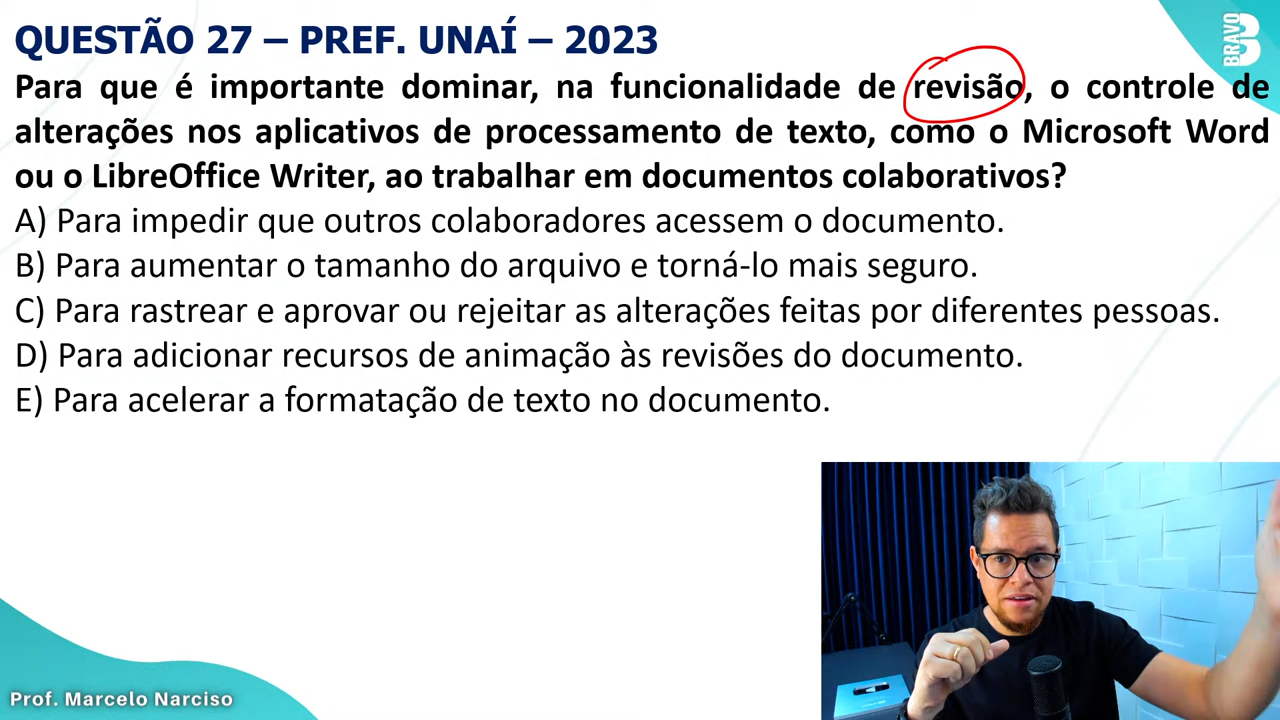 QUESTÃO 27 – PREF. UNAÍ – 2023
BRAVO
Para que é importante dominar, na funcionalidade de revisão, o controle de
alterações nos aplicativos de processamento de texto, como o Microsoft Word
ou o LibreOffice Writer, ao trabalhar em documentos colaborativos?
A) Para impedir que outros colaboradores acessem o documento.
B) Para aumentar o tamanho do arquivo e torná-lo mais seguro.
C) Para rastrear e aprovar ou rejeitar as alterações feitas por diferentes pessoas.
D) Para adicionar recursos de animação às revisões do documento.
E) Para acelerar a formatação de texto no documento.
Prof. Marcelo Narciso